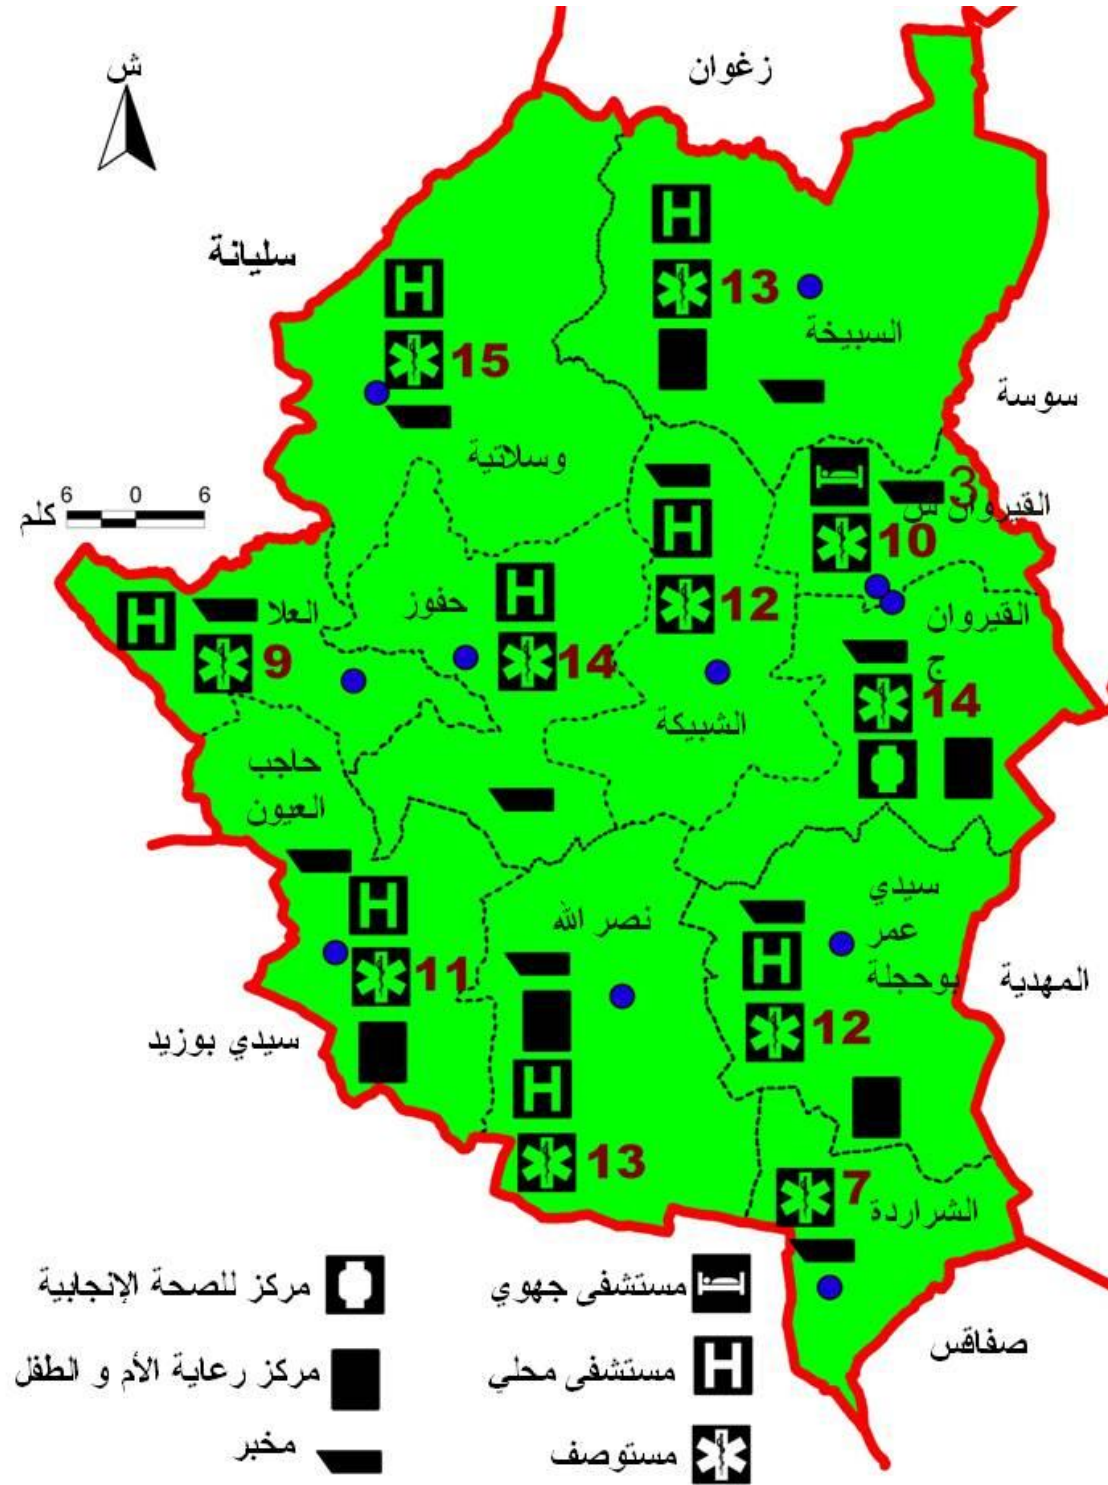 زغوان
ش
سليانة
13
السبيخة
15
سوسة
وسلاتية
3
القيروان ش
10
6 0 6
كلم
حفوز
العلا
12
القيروان
ج
9
14
14
الشبيكة
حاجب
العيون
سيدي
عمر
بوحجلة
نصر الله
11
المهدية
12
سيدي بوزيد
13
7
الشراردة
مستشفى جهوي
مركز للصحة الإنجابية
صفاقس
مستشفى محلي
مركز رعاية الأم و الطفل
مستوصف
مخبر